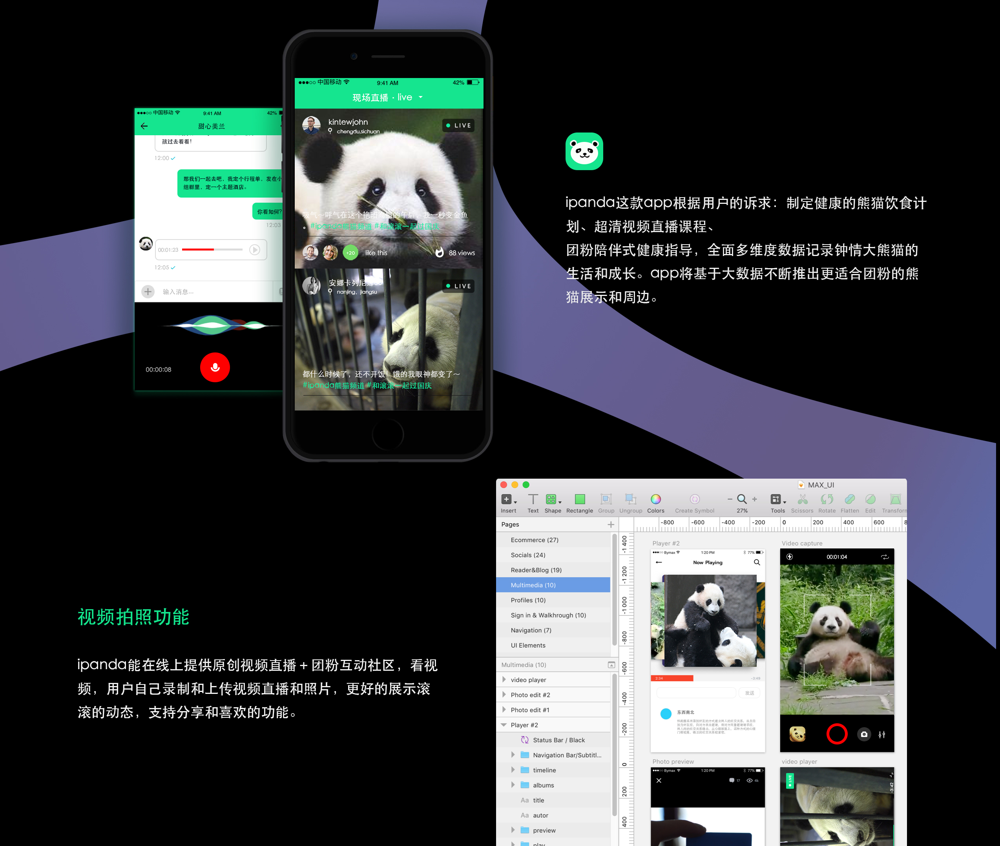 中国移动 9:41 AM 42%
现场直播 · live
kintewjohn
chengdu,sichuan
LIVE
吸气~呼气在这个艳阳高照的午后，我一秒变金鱼
。#ipanda熊猫频道 #和滚滚一起过国庆
+20 like this 88 views
安娜卡列尼娜
nanjing, jiangsu
LIVE
都什么时候了，还不开饭！饿的我眼神都变了~
#ipanda熊猫频道 #和滚滚一起过国庆
中国移动 9:41 AM 42%
甜心美兰
孩过去看看！
12:00
那我们一起去吧，我定个行程单，发在小
组群里，定一个主题酒店。
你看如何？
12:03
00:01:23
12:05
输入消息...
00:00:08
ipanda这款app根据用户的诉求：制定健康的熊猫饮食计
划、超清视频直播课程、
团粉陪伴式健康指导，全面多维度数据记录钟情大熊猫的
生活和成长。app将基于大数据不断推出更适合团粉的熊
猫展示和周边。
视频拍照功能
ipanda能在线上提供原创视频直播+团粉互动社区，看视
频，用户自己录制和上传视频直播和照片，更好的展示滚
滚的动态，支持分享和喜欢的功能。
MAX_UI
Insert Text Shape Rectangle Group Ungroup Colors Create Symbol 27% Tools Scissors Rotate Flatten Edit Transform
Pages
-800 -600 -400 -200 0 200 400 600 8
Ecommerce (27)
Socials (24)
Reader&Blog (19)
Multimedia (10)
Profiles (10)
Sign in & Walkhrough (10)
Navigation (7)
UI Elements
Multimedia (10)
video player
Photo edit #2
Photo edit #1
Player #2
Status Bar / Black
Navigation Bar/Subtitl...
timeline
albums
Aa title
Aa autor
preview
play
-1 400
-1 200
-1 000
-800
-600
-400
-200
0
200
400
Player #2
Bymax 1:20 PM 77%
Now Playing
2:34 -3:49
发送
东西南北
Video capture
00:01:04
Photo preview
Bymax 1:20 PM 77%
17 4k
video player
LIVE
-3:42